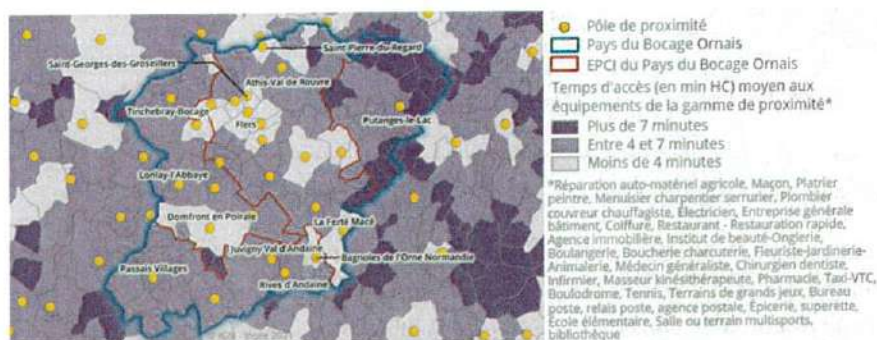 Saint-Georges-des-Groseillers
Saint Pierre-du-Regard
Athis-Val de Rouvre
Tinchebray-Bocage
Flers
Putanges-le-Lac
Lonlay-l'Abbaye
Domfront en Poiraie
La Ferté Macé
Juvigny Val d'Andaine
Bagnoles de l'Orne Normandie
Passais Villages
Rives d'Andaine
Pôle de proximité
Pays du Bocage Ornais
EPCI du Pays du Bocage Ornais
Temps d'accès (en min HC) moyen aux
équipements de la gamme de proximité*
Plus de 7 minutes
Entre 4 et 7 minutes
Moins de 4 minutes
*Réparation auto-matériel agricole, Maçon, Platrier
peintre, Menuisier charpentier serrurier, Plombier
couvreur chauffagiste, Électricien, Entreprise générale
bâtiment, Coiffure, Restaurant - Restauration rapide,
Agence immobilière, Institut de beauté-Onglerie,
Boulangerie, Boucherie charcuterie, Fleuriste-Jardinerie-
Animalerie, Médecin généraliste, Chirurgien dentiste,
Infirmier, Masseur kinésithérapeute, Pharmacie, Taxi-VTC,
Boulodrome, Tennis, Terrains de grands jeux, Bureau
poste, relais poste, agence postale, Épicerie, superette,
École élémentaire, Salle ou terrain multisports,
bibliothèque